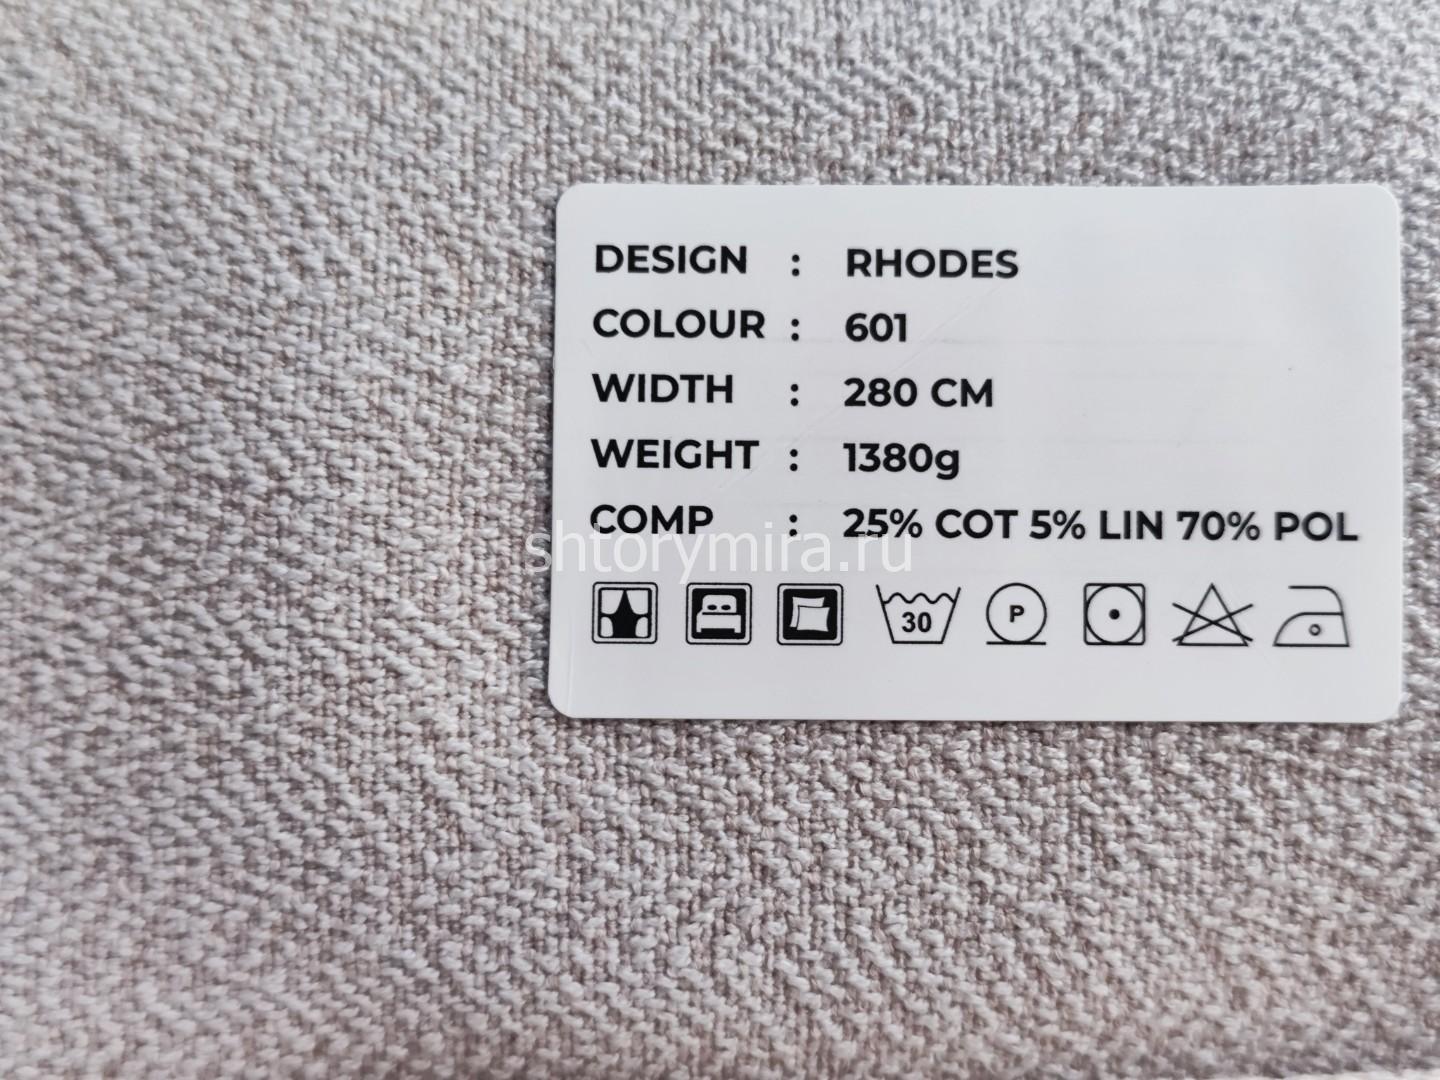 DESIGN : RHODES
COLOUR : 601
WIDTH : 280 CM
WEIGHT : 1380g
COMP : 25% COT 5% LIN 70% POL
shtorymira.ru
30 P